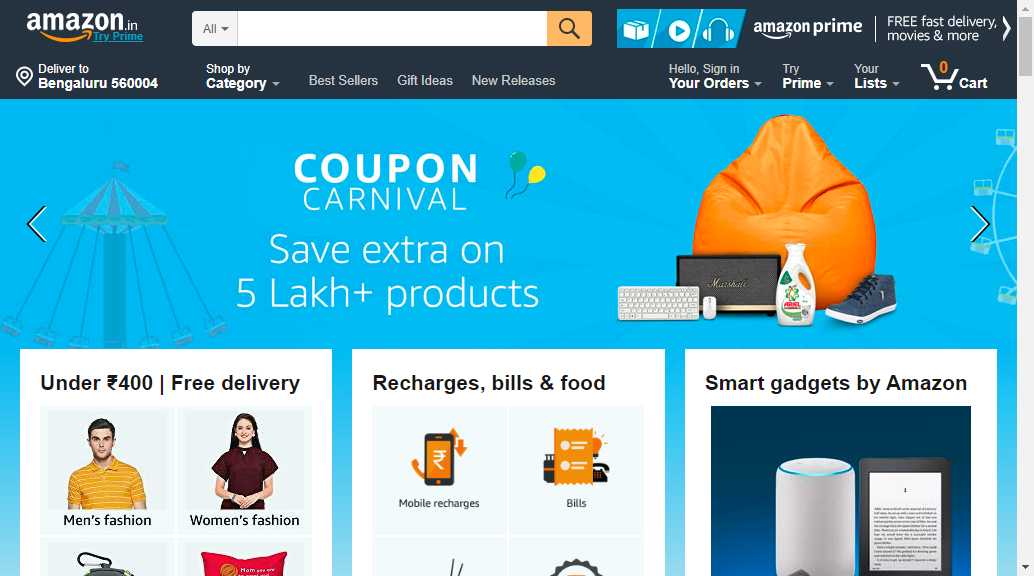 amazon.in
Try Prime
All
amazon prime
FREE fast delivery, movies & more
Deliver to
Bengaluru 560004
Shop by
Category
Best Sellers
Gift Ideas
New Releases
Hello, Sign in
Your Orders
Try
Prime
Your
Lists
0
Cart
COUPON
CARNIVAL
Save extra on
5 Lakh+ products
Marshall
ARIEL
Under ₹400 | Free delivery
Men's fashion
Women's fashion
Mom you
Recharges, bills & food
₹
Mobile recharges
Bills
Smart gadgets by Amazon
1